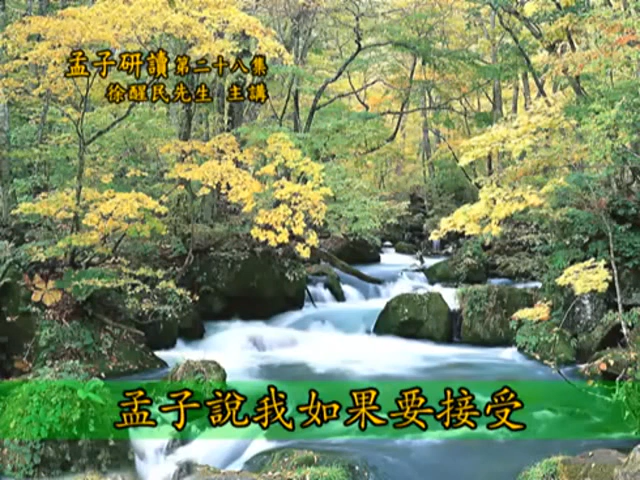 孟子研讀 第二十八集
徐醒民先生 主講
孟子說我如果要接受